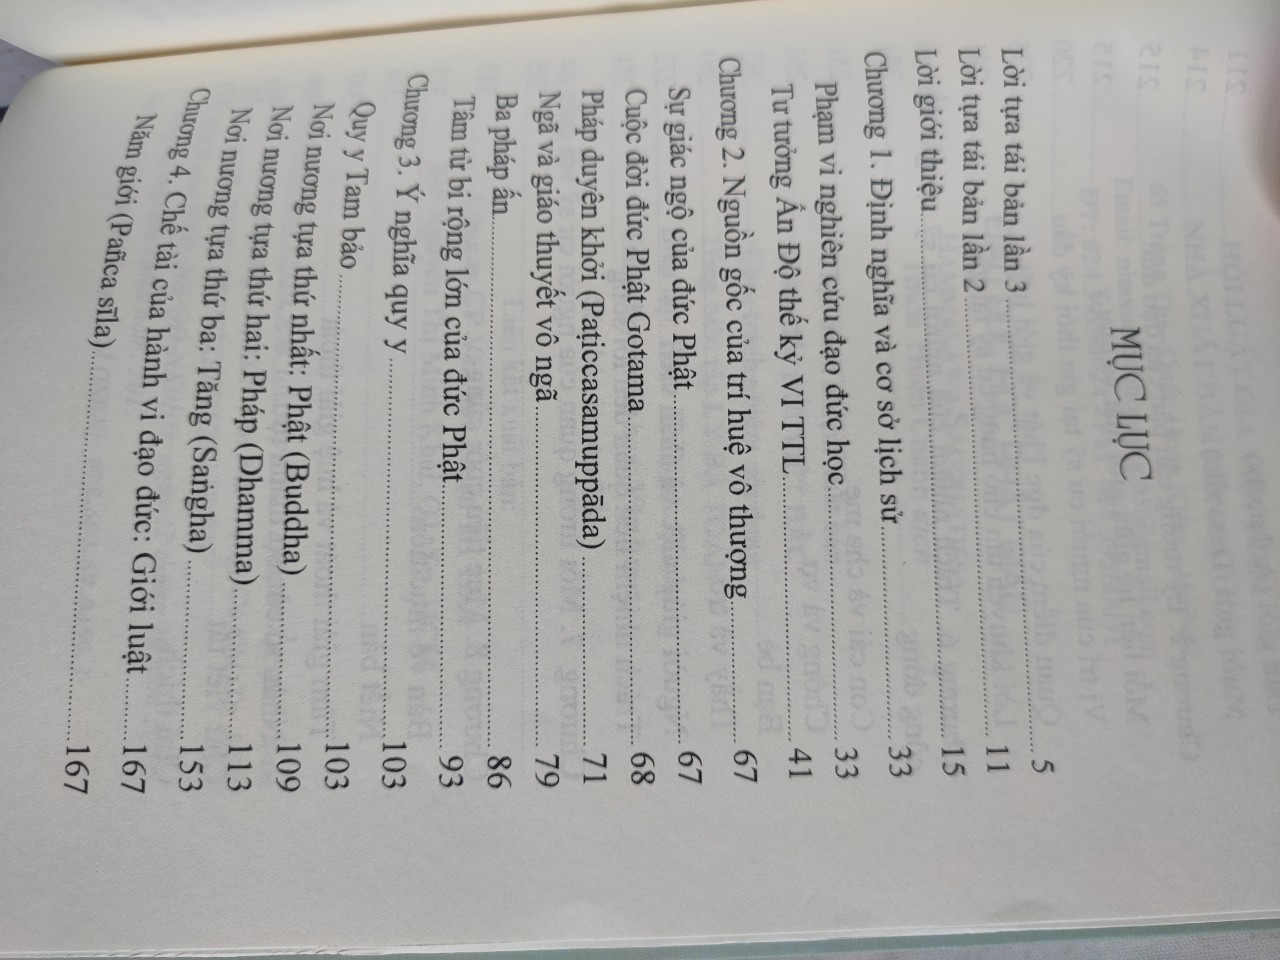 MỤC LỤC
Lời tựa tái bản lần 3 ........ 5
Lời tựa tái bản lần 2 ........ 11
Lời giới thiệu ........ 15
Chương 1. Định nghĩa và cơ sở lịch sử ........ 33
Phạm vi nghiên cứu đạo đức học ........ 33
Tư tưởng Ấn Độ thế kỷ VI TTL ........ 41
Chương 2. Nguồn gốc của trí huệ vô thượng ........ 67
Sự giác ngộ của đức Phật ........ 67
Cuộc đời đức Phật Gotama ........ 68
Pháp duyên khởi (Paṭiccasamuppāda) ........ 71
Ngã và giáo thuyết vô ngã ........ 79
Ba pháp ấn ........ 86
Tâm từ bi rộng lớn của đức Phật ........ 93
Chương 3. Ý nghĩa quy y ........ 103
Quy y Tam bảo ........ 103
Nơi nương tựa thứ nhất: Phật (Buddha) ........ 109
Nơi nương tựa thứ hai: Pháp (Dhamma) ........ 113
Nơi nương tựa thứ ba: Tăng (Sangha) ........ 153
Chương 4. Chế tài của hành vi đạo đức: Giới luật ........ 167
Năm giới (Pañca sīla) ........ 167